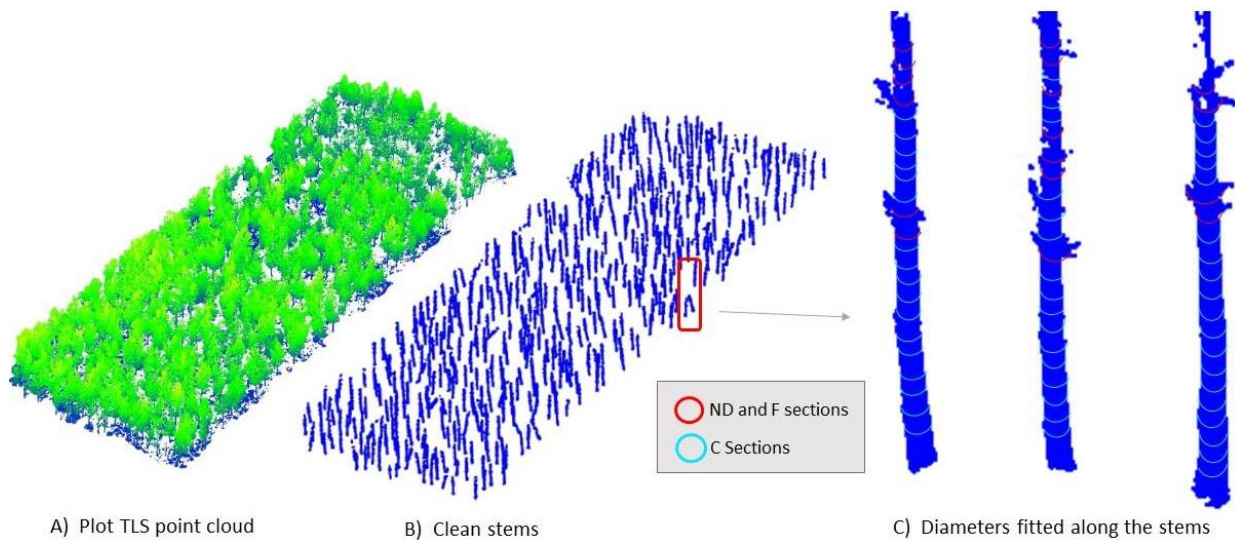 ND and F sections
C Sections
A) Plot TLS point cloud
B) Clean stems
C) Diameters fitted along the stems